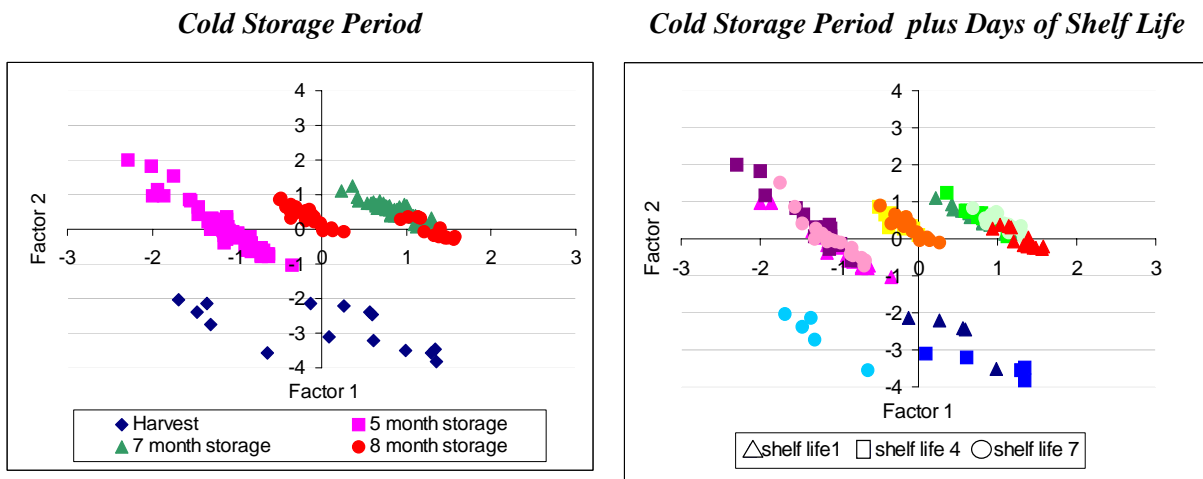 Cold Storage Period
Cold Storage Period plus Days of Shelf Life
4
3
2
1
0
-1
-2
-3
-4
-3 -2 -1 0 1 2 3
Factor 2
Factor 1
Harvest 5 month storage
7 month storage 8 month storage
4
3
2
1
0
-1
-2
-3
-4
-3 -2 -1 0 1 2 3
Factor 2
Factor 1
shelf life1 shelf life 4 shelf life 7